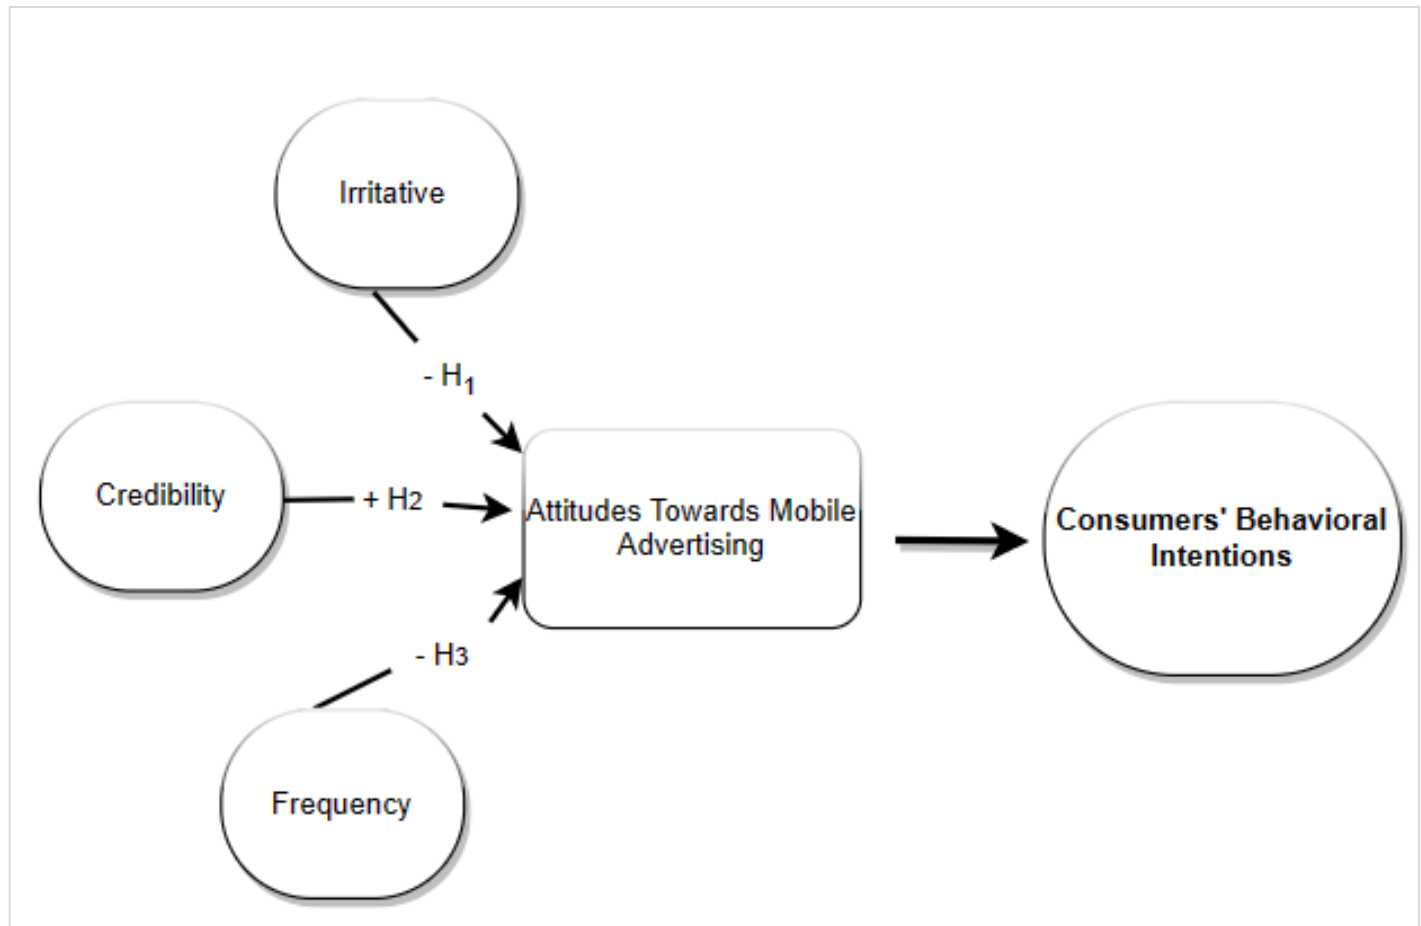 Irritative
- H1
Credibility
+ H2
Attitudes Towards Mobile
Advertising
Consumers' Behavioral
Intentions
- H3
Frequency